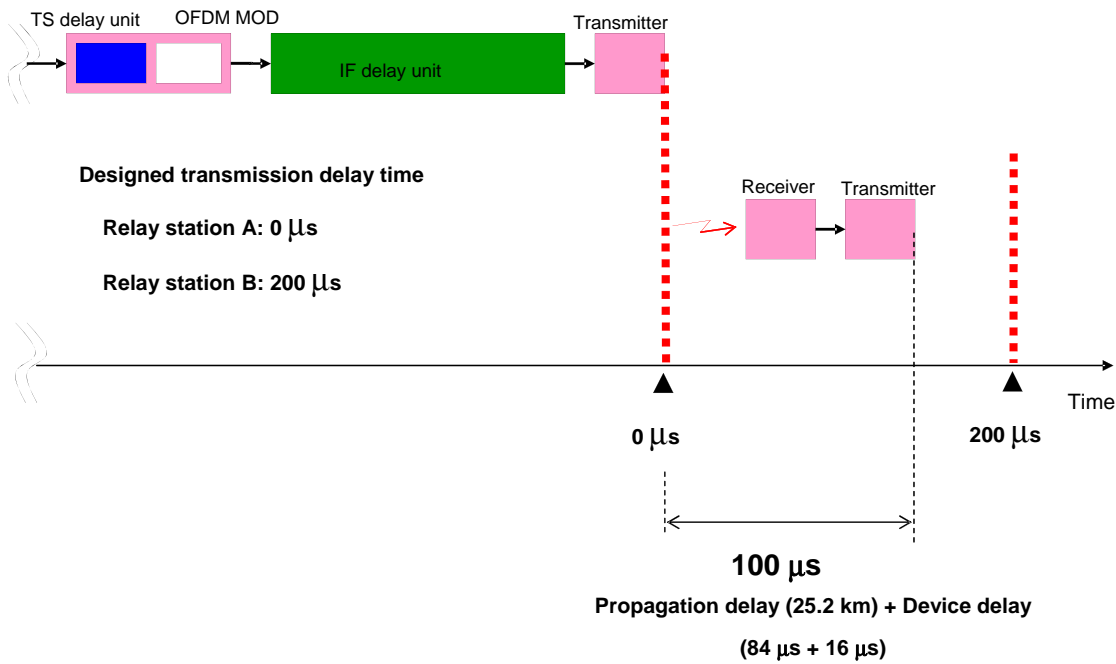 TS delay unit
OFDM MOD
Transmitter
IF delay unit
Designed transmission delay time
Receiver
Transmitter
Relay station A: 0 μs
Relay station B: 200 μs
Time
0 μs
200 μs
100 μs
Propagation delay (25.2 km) + Device delay
(84 μs + 16 μs)